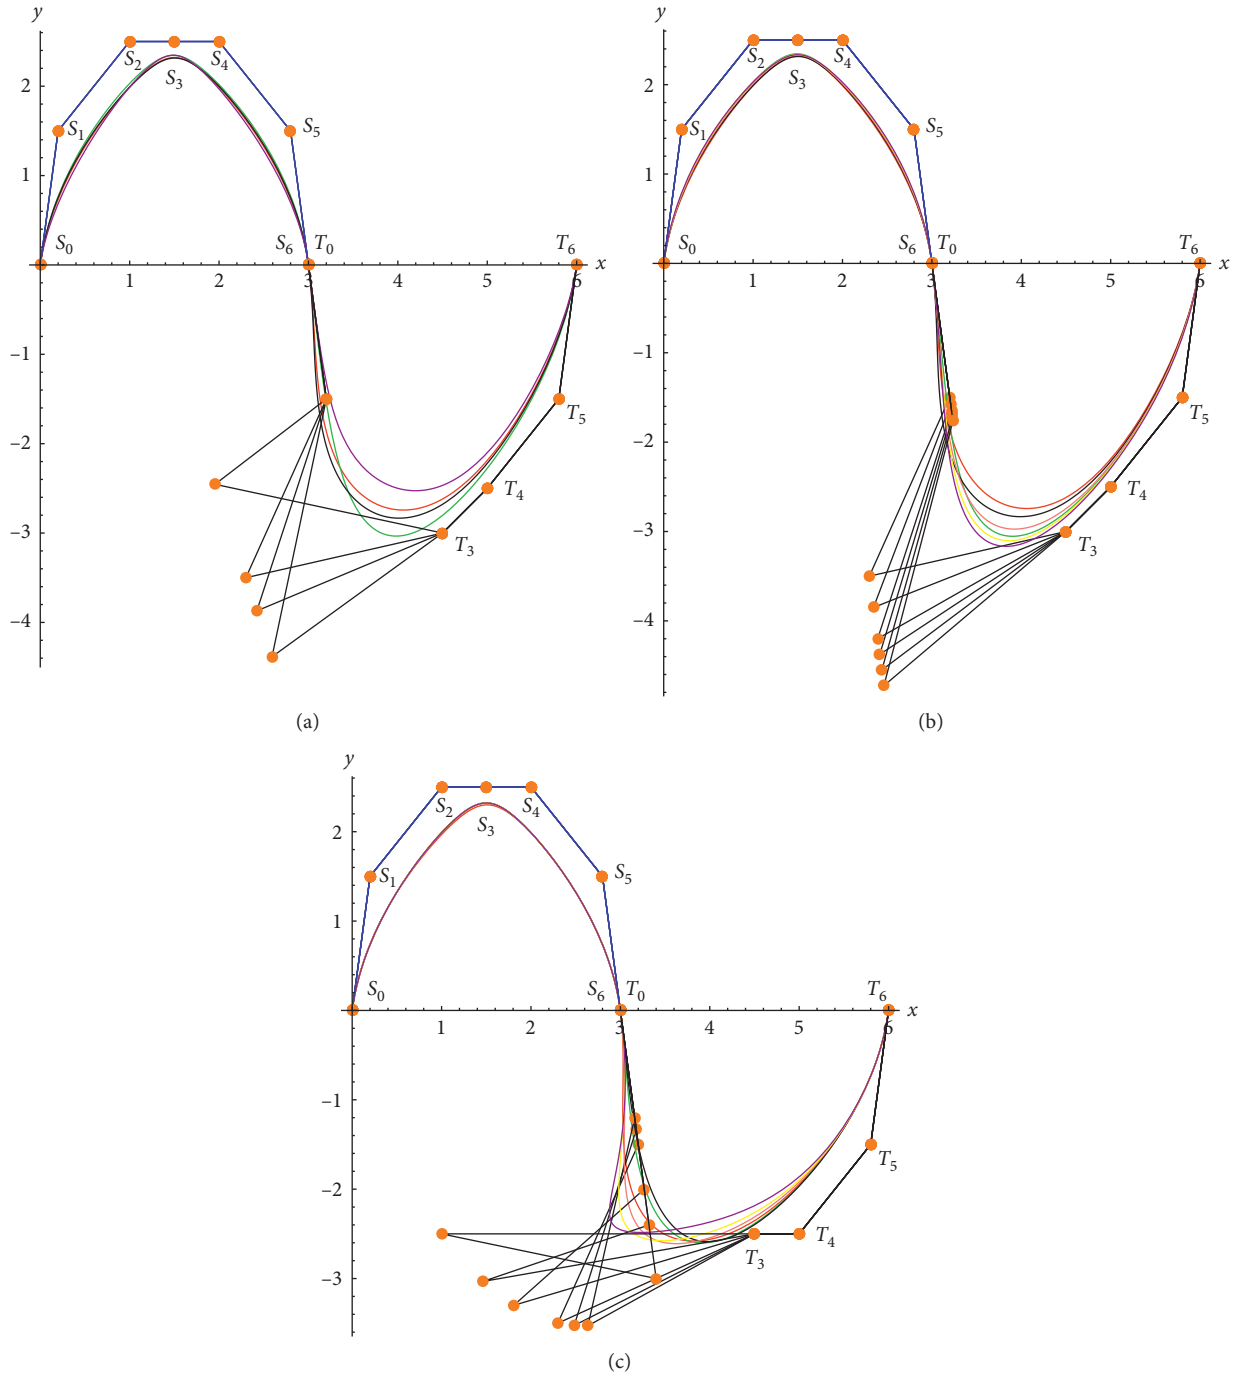 y
S₂ S₄
2
S₃
S₁ S₅
1
S₀ S₆ T₀ T₆
x
1 2 3 4 5 6
−1
T₅
−2
T₄
−3
T₃
−4
(a)
y
S₂ S₄
2
S₃
S₁ S₅
1
S₀ S₆ T₀ T₆
x
1 2 3 4 5 6
−1
T₅
−2
T₄
−3
T₃
−4
(b)
y
S₂ S₄
2
S₃
S₁ S₅
1
S₀ S₆ T₀ T₆
x
1 2 3 4 5 6
−1
T₅
−2
T₄
T₃
−3
(c)